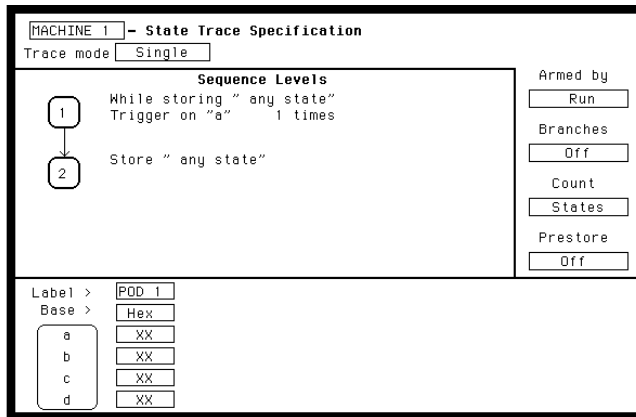 MACHINE 1 - State Trace Specification
Trace mode Single
Sequence Levels
1
While storing " any state"
Trigger on "a" 1 times
2
Store " any state"
Armed by
Run
Branches
Off
Count
States
Prestore
Off
Label > POD 1
Base > Hex
a XX
b XX
c XX
d XX